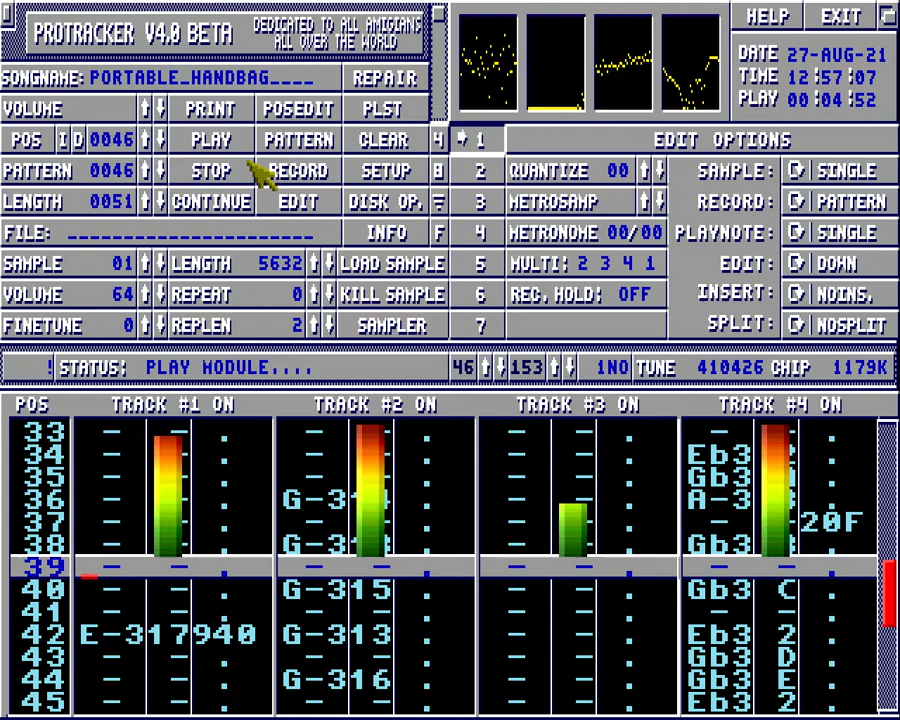 PROTRACKER V4.0 BETA
DEDICATED TO ALL AMIGIANS
ALL OVER THE WORLD
HELP EXIT
DATE 27-AUG-21
TIME 12:57:07
PLAY 00:04:52
SONGNAME: PORTABLE_HANDBAG____ REPAIR
VOLUME PRINT POSEDIT PLST
POS I D 0046 PLAY PATTERN CLEAR 1 EDIT OPTIONS
PATTERN 0046 STOP RECORD SETUP 2 QUANTIZE 00 SAMPLE: SINGLE
LENGTH 0051 CONTINUE EDIT DISK OP. 3 METROSAMP RECORD: PATTERN
FILE: ____________________ INFO F 4 METRONOME 00/00 PLAYNOTE: SINGLE
SAMPLE 01 LENGTH 5632 LOAD SAMPLE 5 MULTI: 2 3 4 1 EDIT: DOWN
VOLUME 64 REPEAT 0 KILL SAMPLE 6 REC. HOLD: OFF INSERT: NOINS.
FINETUNE 0 REPLEN 2 SAMPLER 7 SPLIT: NOSPLIT
! STATUS: PLAY MODULE.... 46 153 1NO TUNE 410426 CHIP 1179K
POS TRACK #1 ON TRACK #2 ON TRACK #3 ON TRACK #4 ON
33 — — . — . — — . — .
34 — . — . — — . Eb3 .
35 — . — . — — . Gb3 .
36 — . G-31 . — — . A-3 .
37 — . — . — — . — 20F
38 — . G-31 . — . Gb3 .
39 — — . — — . — — . — — .
40 — — . G-315 . — — . Gb3 C .
41 — — . — — . — — . — — .
42 E-317940 G-313 . — — . Eb3 2 .
43 — — . — — . — — . Gb3 D .
44 — — . G-316 . — — . Gb3 E .
45 — — . — — . — — . Eb3 2 .